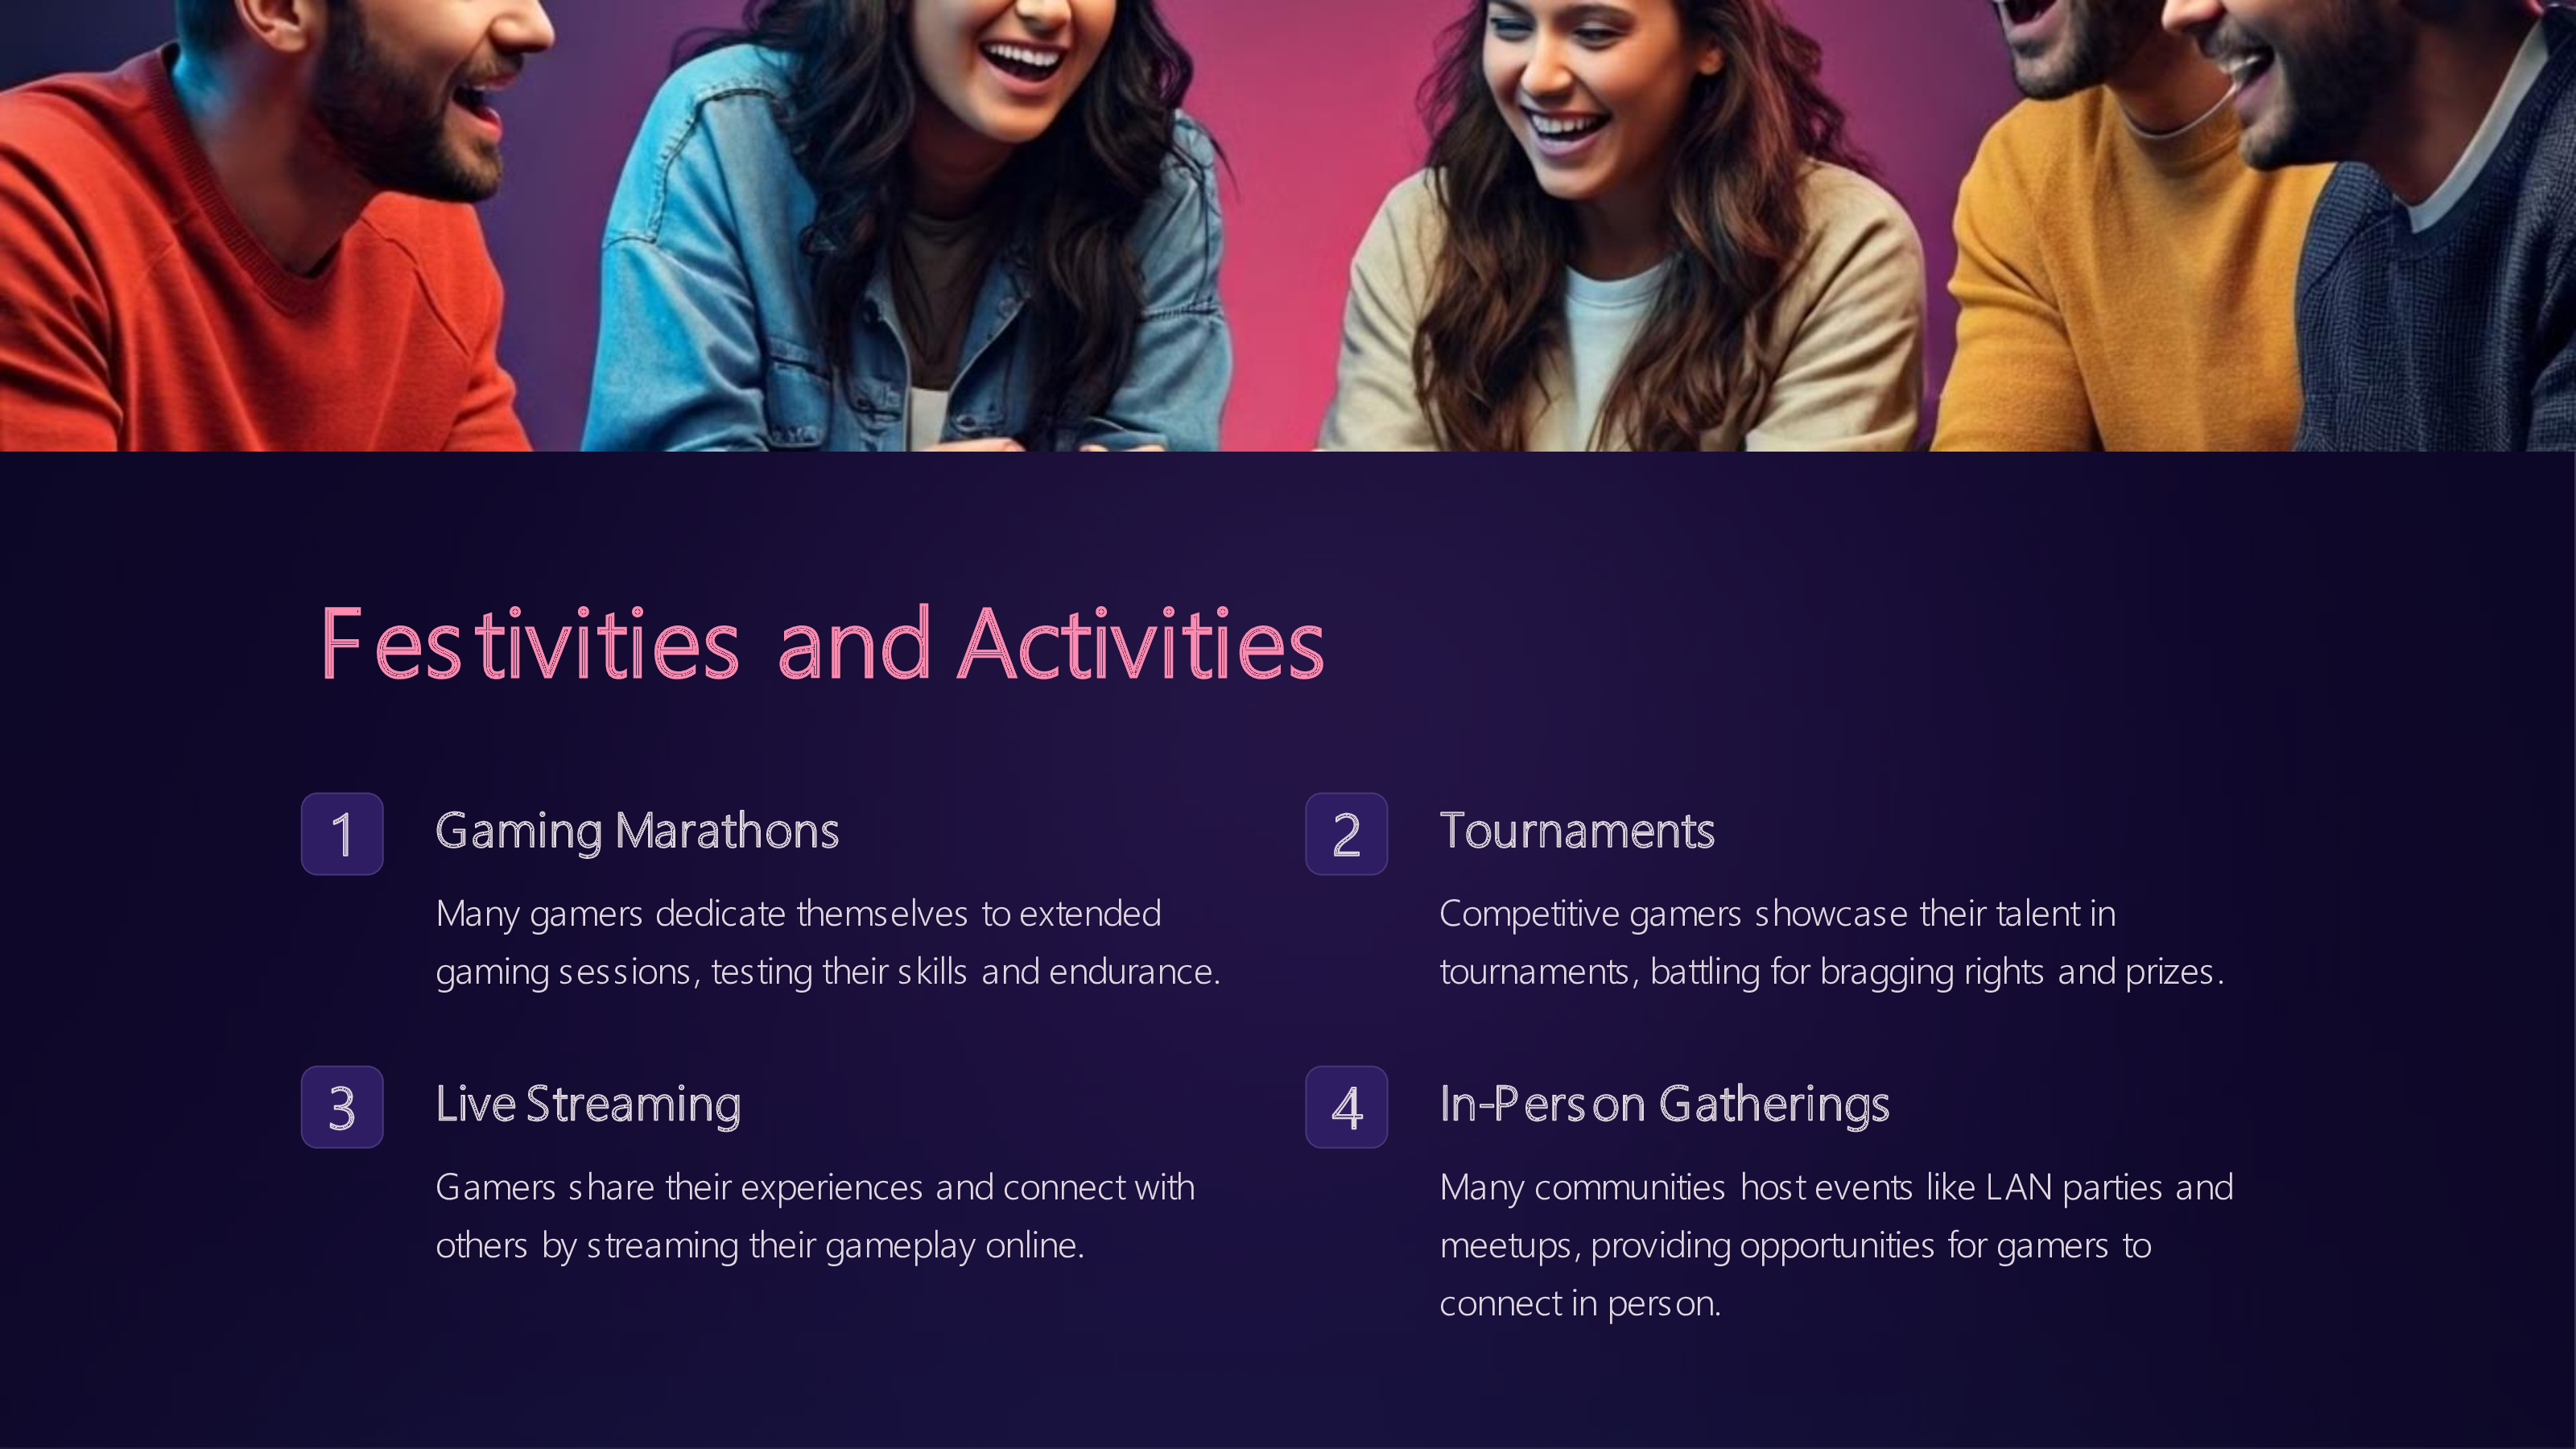 Festivities and Activities
1
Gaming Marathons
Many gamers dedicate themselves to extended
gaming sessions, testing their skills and endurance.
2
Tournaments
Competitive gamers showcase their talent in
tournaments, battling for bragging rights and prizes.
3
Live Streaming
Gamers share their experiences and connect with
others by streaming their gameplay online.
4
In-Person Gatherings
Many communities host events like LAN parties and
meetups, providing opportunities for gamers to
connect in person.